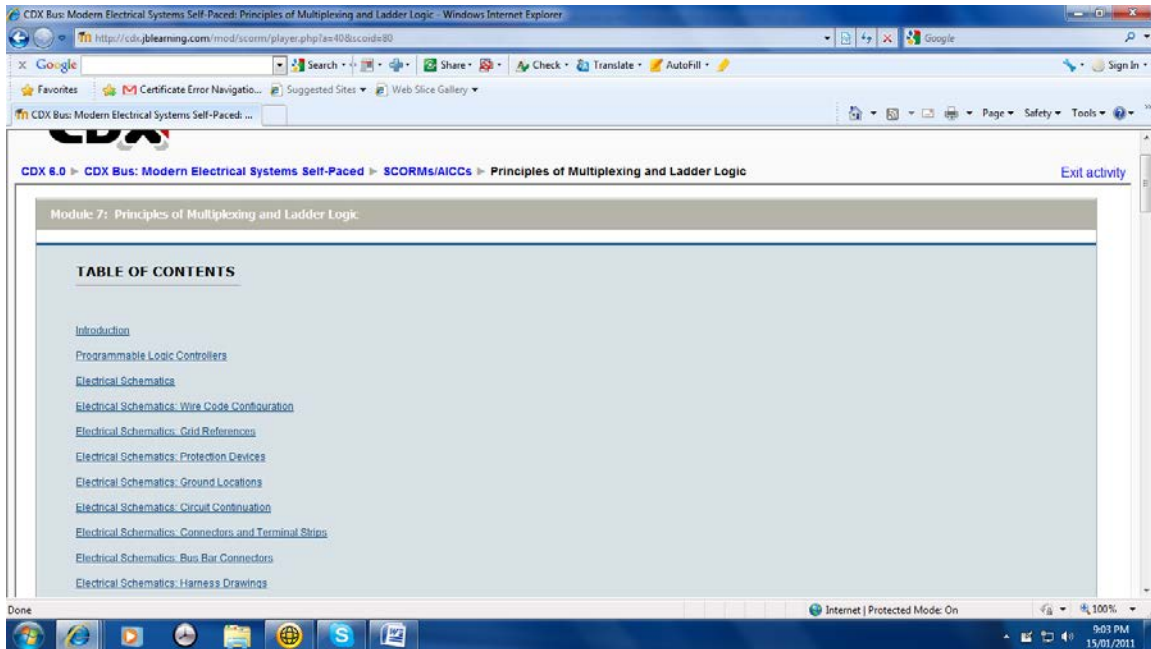 CDX Bus: Modern Electrical Systems Self-Paced: Principles of Multiplexing and Ladder Logic - Windows Internet Explorer
http://cdx.jblearning.com/mod/scorm/player.php?a=40&scoid=80
Google
x Google
Search
Share
Check
Translate
AutoFill
Sign In
Favorites
Certificate Error Navigatio...
Suggested Sites
Web Slice Gallery
CDX Bus: Modern Electrical Systems Self-Paced: ...
Page
Safety
Tools
CDX
CDX 6.0 ► CDX Bus: Modern Electrical Systems Self-Paced ► SCORMs/AICCs ► Principles of Multiplexing and Ladder Logic
Exit activity
Module 7: Principles of Multiplexing and Ladder Logic
TABLE OF CONTENTS
Introduction
Programmable Logic Controllers
Electrical Schematics
Electrical Schematics: Wire Code Configuration
Electrical Schematics: Grid References
Electrical Schematics: Protection Devices
Electrical Schematics: Ground Locations
Electrical Schematics: Circuit Continuation
Electrical Schematics: Connectors and Terminal Strips
Electrical Schematics: Bus Bar Connectors
Electrical Schematics: Harness Drawings
Done
Internet | Protected Mode: On
100%
9:03 PM
15/01/2011